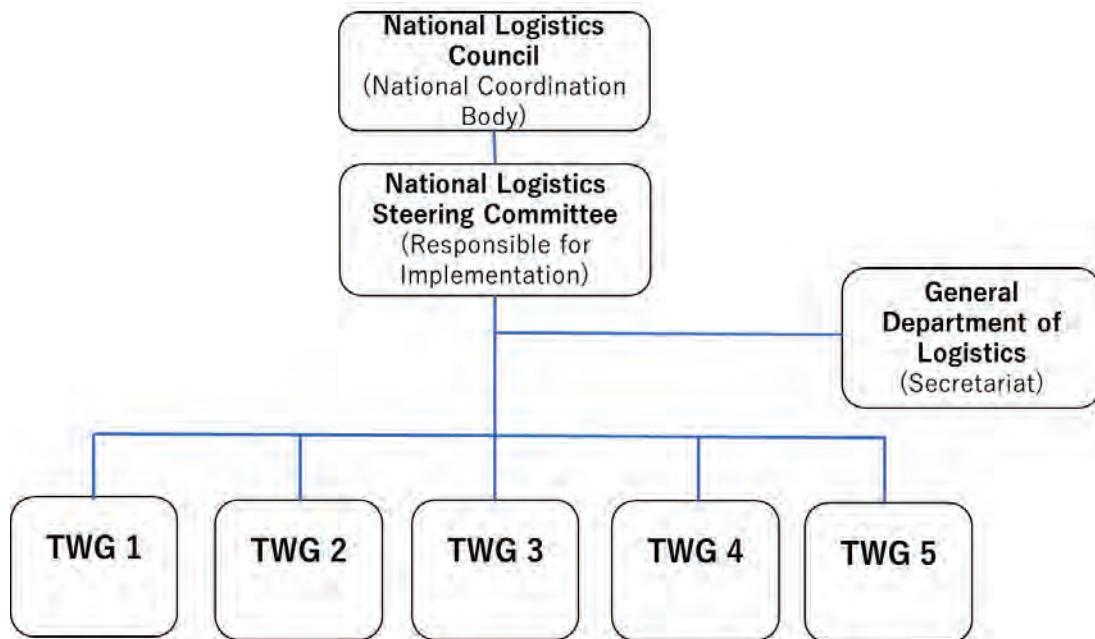 National Logistics
Council
(National Coordination
Body)
National Logistics
Steering Committee
(Responsible for
Implementation)
General
Department of
Logistics
(Secretariat)
TWG 1
TWG 2
TWG 3
TWG 4
TWG 5